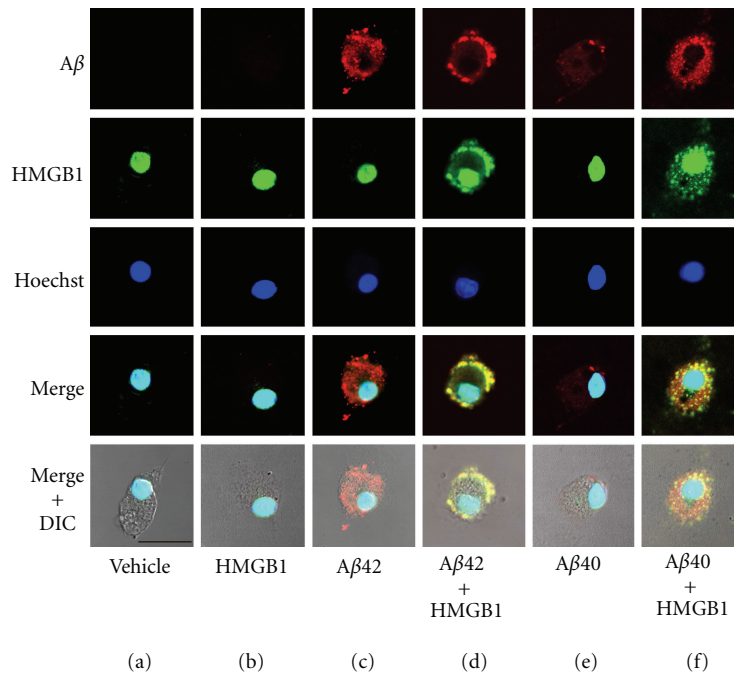 Aβ
HMGB1
Hoechst
Merge
Merge
+
DIC
Vehicle
HMGB1
Aβ42
Aβ42
+
HMGB1
Aβ40
Aβ40
+
HMGB1
(a)
(b)
(c)
(d)
(e)
(f)